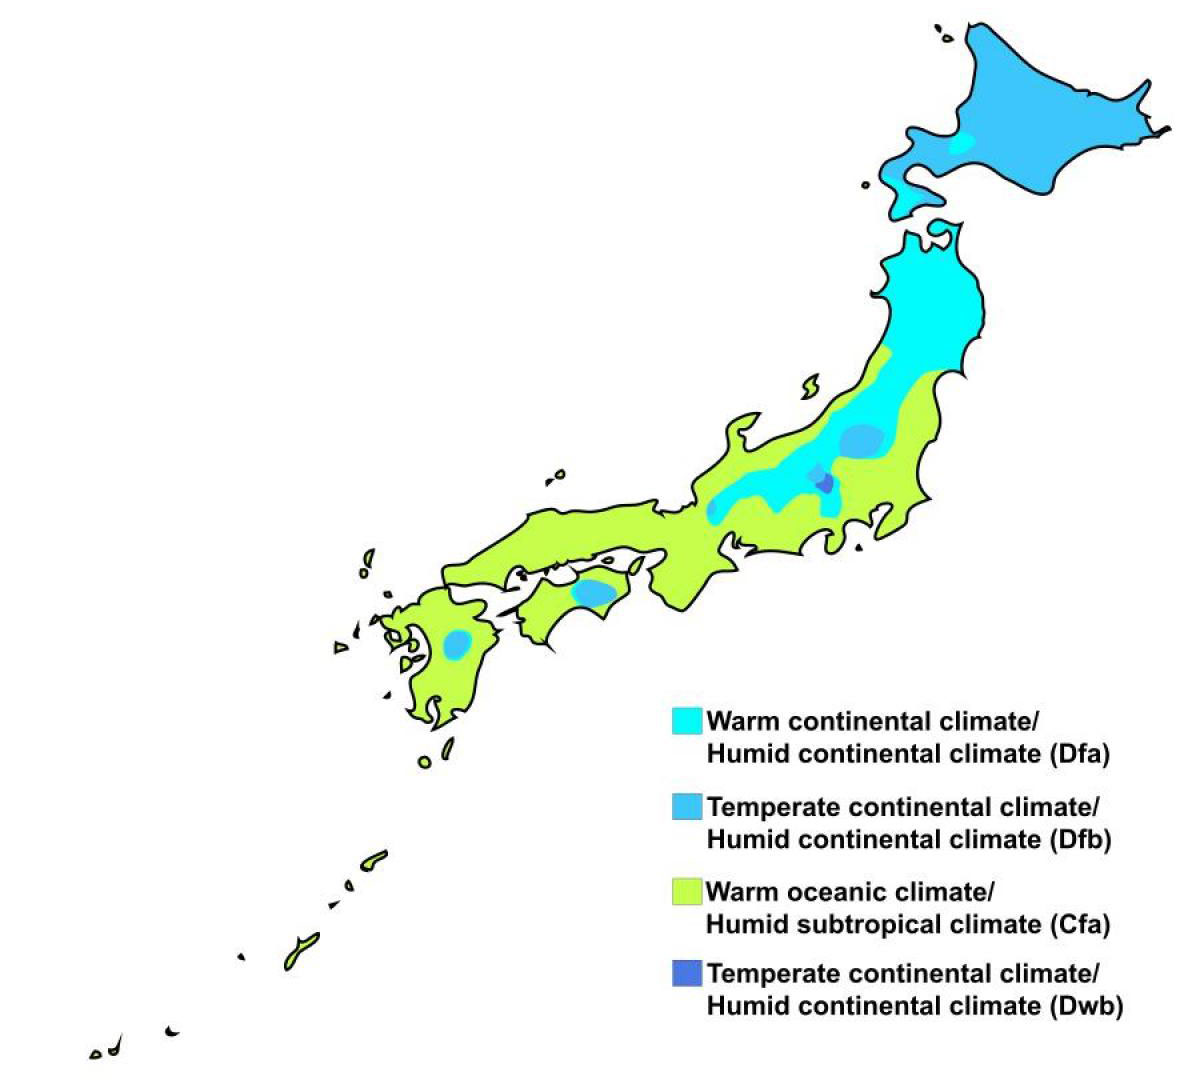 Warm continental climate/
Humid continental climate (Dfa)
Temperate continental climate/
Humid continental climate (Dfb)
Warm oceanic climate/
Humid subtropical climate (Cfa)
Temperate continental climate/
Humid continental climate (Dwb)